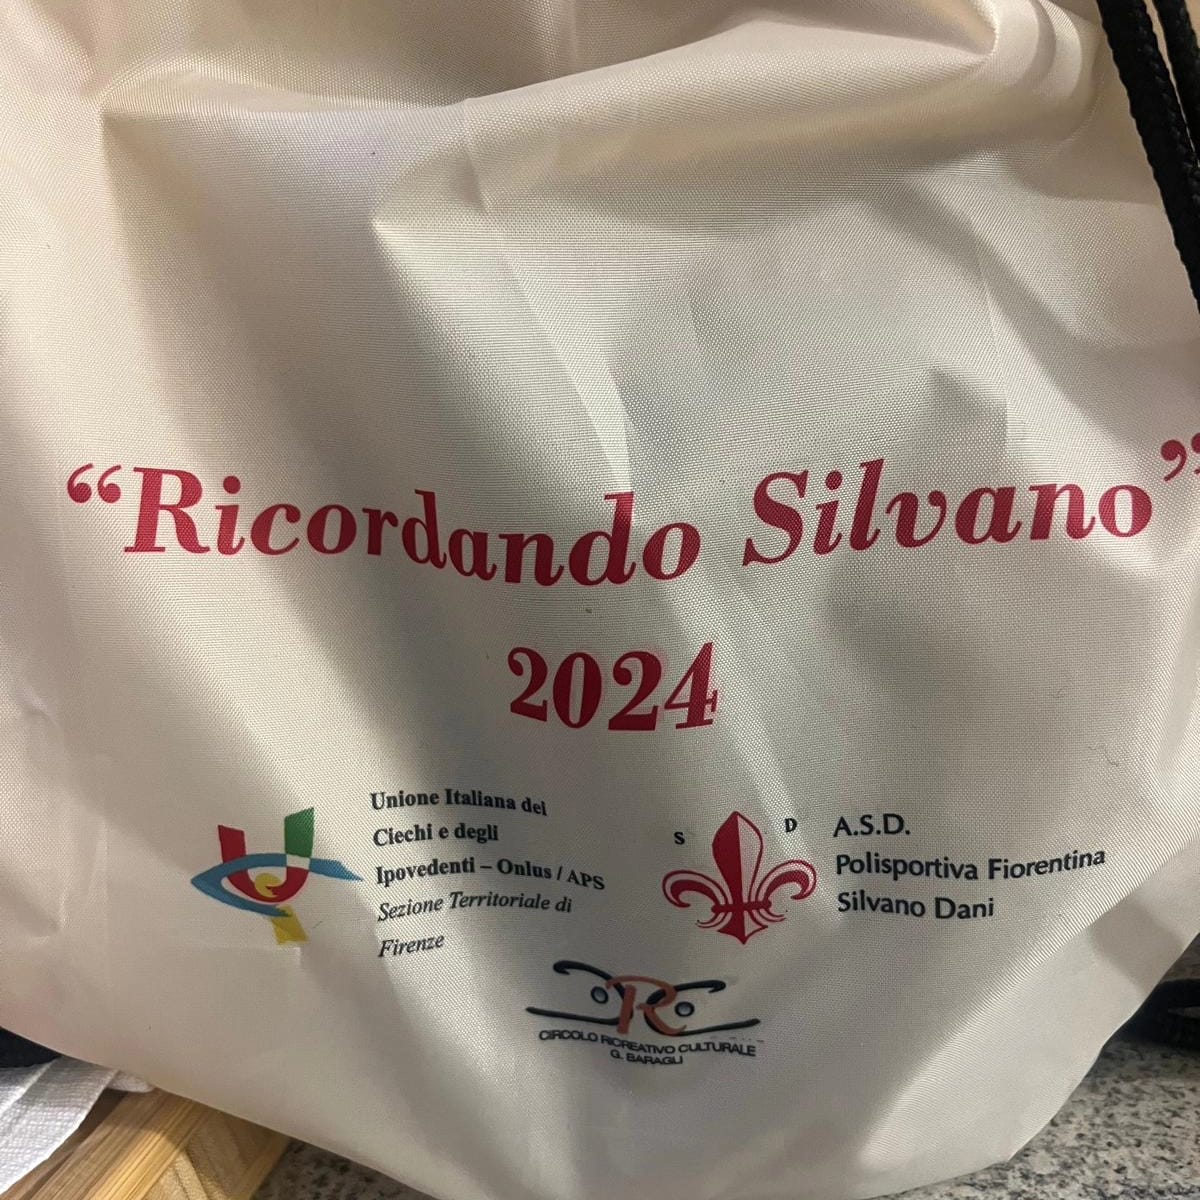 “Ricordando Silvano”
2024
Unione Italiana dei
Ciechi e degli
Ipovedenti – Onlus / APS
Sezione Territoriale di
Firenze
S D
A.S.D.
Polisportiva Fiorentina
Silvano Dani
CRC
CIRCOLO RICREATIVO CULTURALE
G. BARAGLI